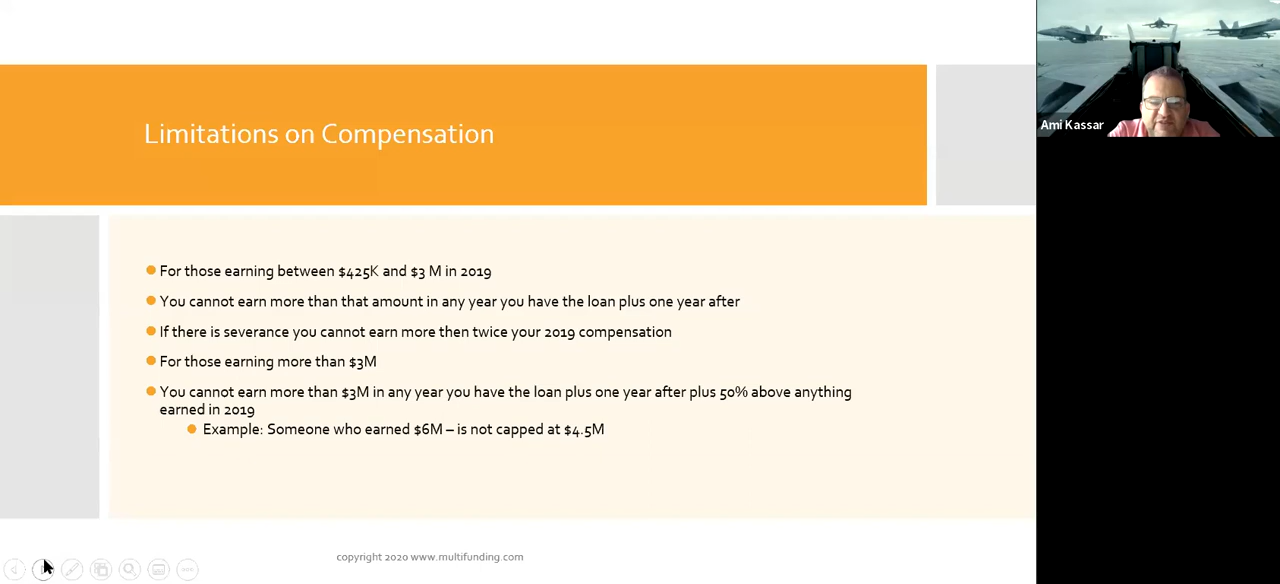 Limitations on Compensation
For those earning between $425K and $3 M in 2019
You cannot earn more than that amount in any year you have the loan plus one year after
If there is severance you cannot earn more then twice your 2019 compensation
For those earning more than $3M
You cannot earn more than $3M in any year you have the loan plus one year after plus 50% above anything
earned in 2019
Example: Someone who earned $6M – is not capped at $4.5M
copyright 2020 www.multifunding.com
Ami Kassar